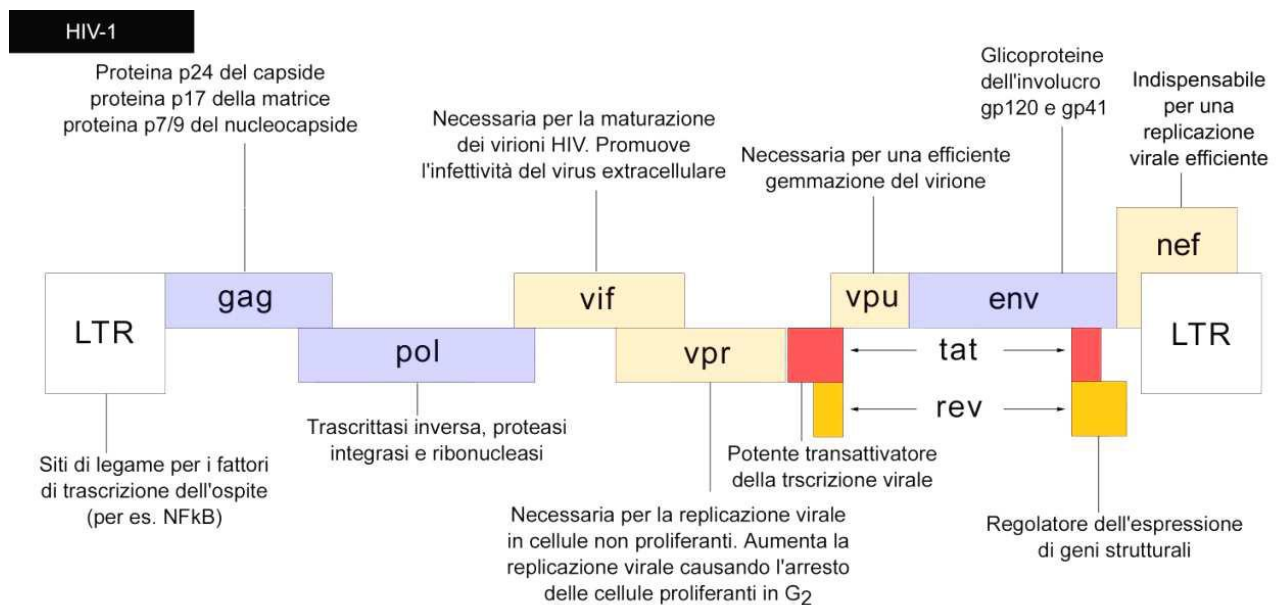 HIV-1
Proteina p24 del capside
proteina p17 della matrice
proteina p7/9 del nucleocapside
Necessaria per la maturazione
dei virioni HIV. Promuove
l'infettività del virus extracellulare
Necessaria per una efficiente
gemmazione del virione
Glicoproteine
dell'involucro
gp120 e gp41
Indispensabile
per una
replicazione
virale efficiente
LTR
gag
pol
vif
vpr
vpu
env
nef
LTR
tat
rev
Siti di legame per i fattori
di trascrizione dell'ospite
(per es. NFkB)
Trascrittasi inversa, proteasi
integrasi e ribonucleasi
Necessaria per la replicazione virale
in cellule non proliferanti. Aumenta la
replicazione virale causando l'arresto
delle cellule proliferanti in G2
Potente transattivatore
della trscrizione virale
Regolatore dell'espressione
di geni strutturali